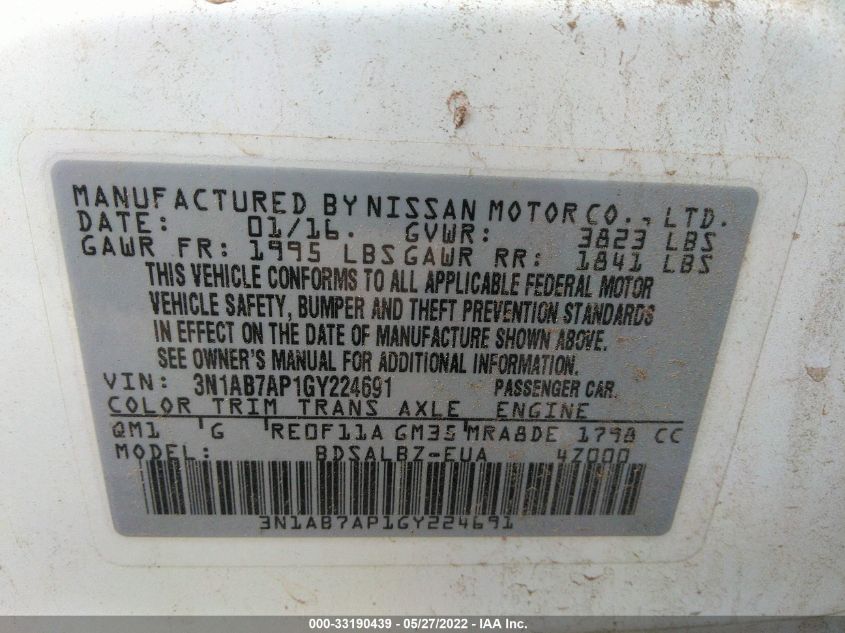 MANUFACTURED BY NISSAN MOTOR CO., LTD.
DATE: 01/16. GVWR: 3823 LBS
GAWR FR: 1995 LBS GAWR RR: 1841 LBS
THIS VEHICLE CONFORMS TO ALL APPLICABLE FEDERAL MOTOR
VEHICLE SAFETY, BUMPER AND THEFT PREVENTION STANDARDS
IN EFFECT ON THE DATE OF MANUFACTURE SHOWN ABOVE.
SEE OWNER'S MANUAL FOR ADDITIONAL INFORMATION.
VIN: 3N1AB7AP1GY224691 PASSENGER CAR.
COLOR TRIM TRANS AXLE ENGINE
QM1 'G 'RE0F11A GM35 'MRA8DE 1798 CC
MODEL: BDSALBZ-EUA 4Z000
3N1AB7AP1GY224691
000-33190439 - 05/27/2022 - IAA Inc.